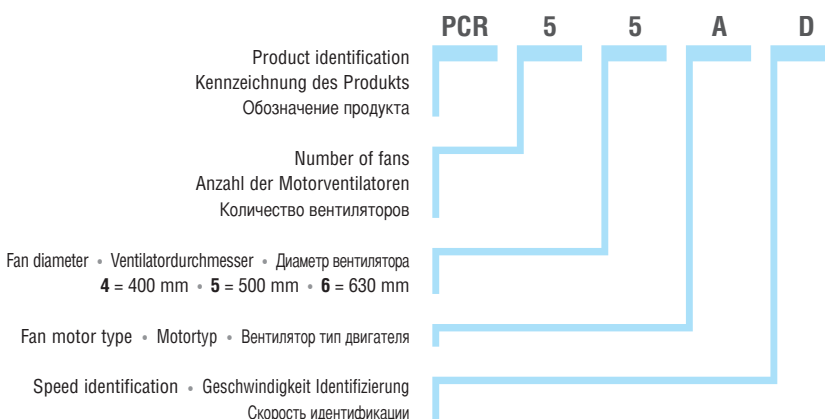 PCR 5 5 A D
Product identification
Kennzeichnung des Produkts
Обозначение продукта
Number of fans
Anzahl der Motorventilatoren
Количество вентиляторов
Fan diameter • Ventilatordurchmesser • Диаметр вентилятора
4 = 400 mm • 5 = 500 mm • 6 = 630 mm
Fan motor type • Motortyp • Вентилятор тип двигателя
Speed identification • Geschwindigkeit Identifizierung
Скорость идентификации